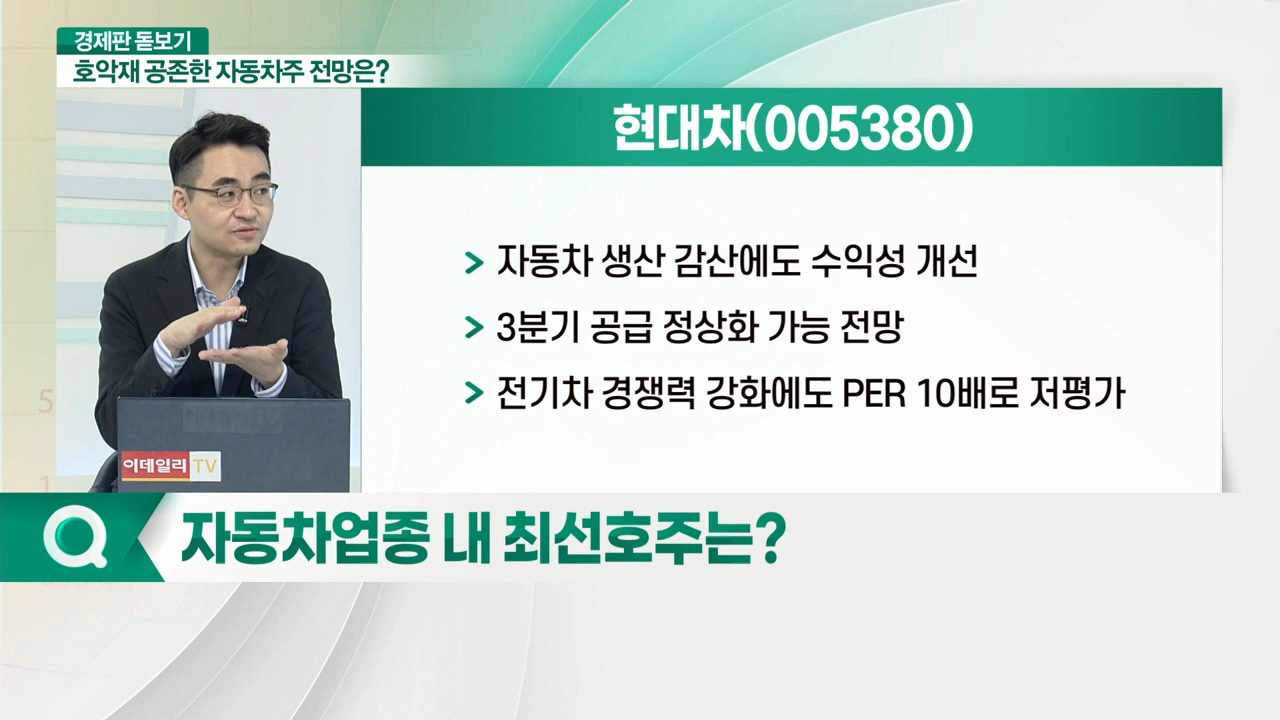 경제판 돋보기
호악재 공존한 자동차주 전망은?
현대차(005380)
> 자동차 생산 감산에도 수익성 개선
> 3분기 공급 정상화 가능 전망
> 전기차 경쟁력 강화에도 PER 10배로 저평가
5
1
이데일리 TV
Q 자동차업종 내 최선호주는?